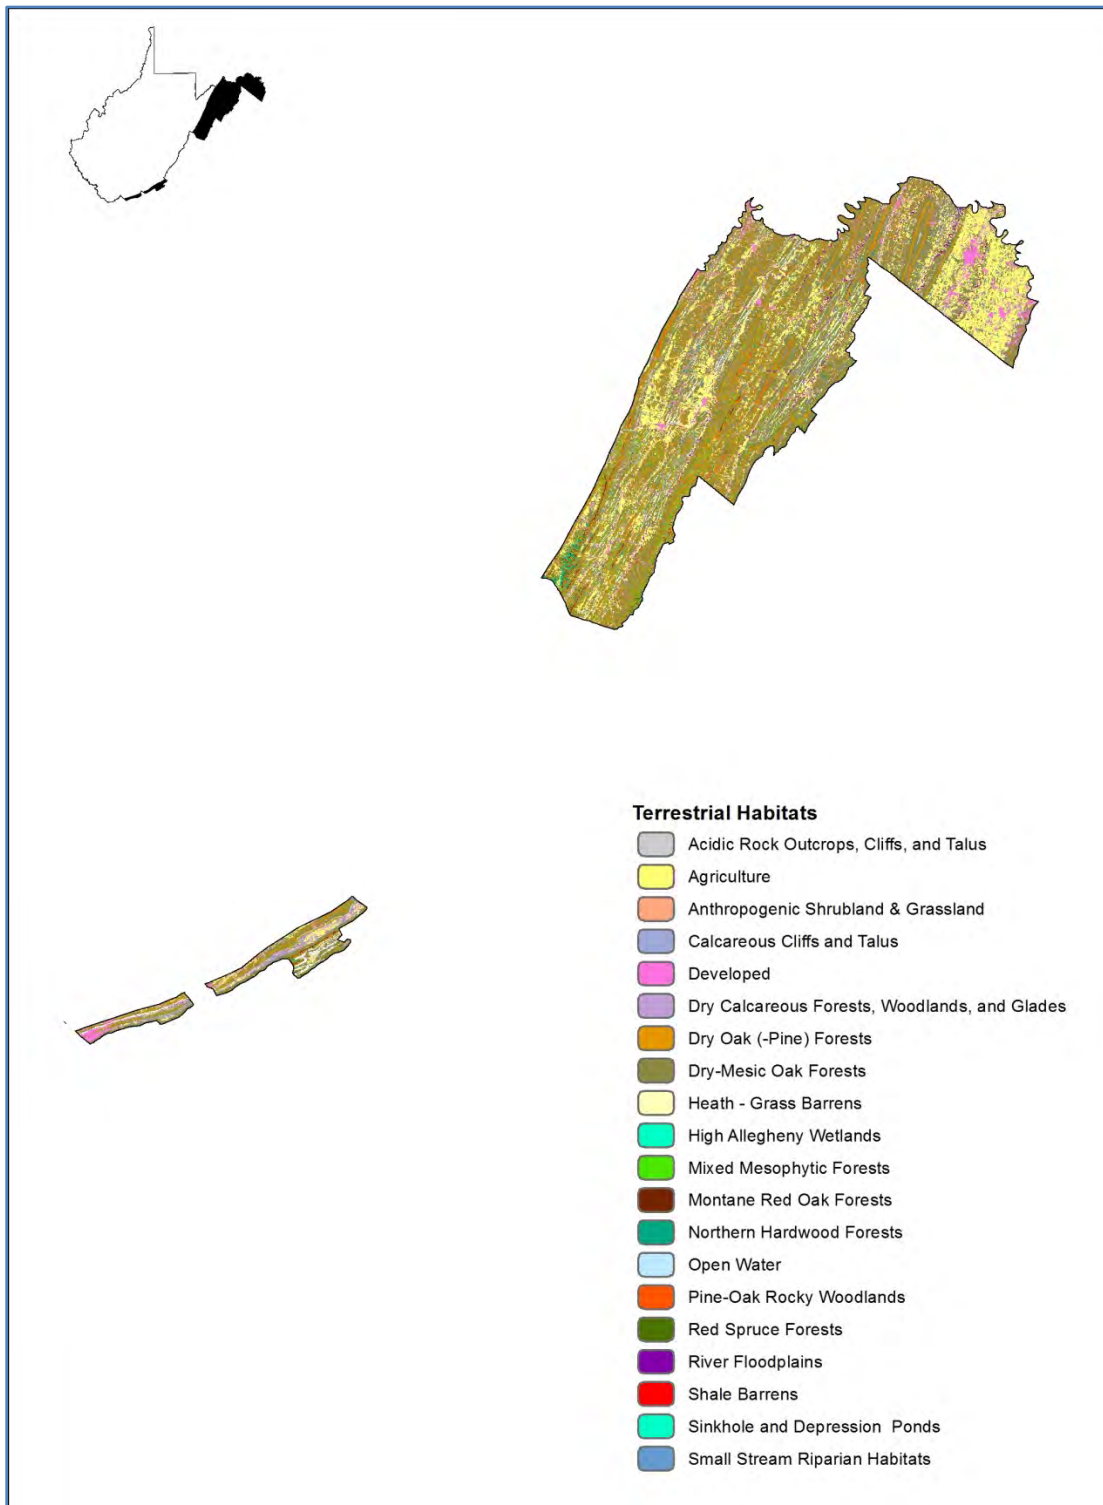 Terrestrial Habitats
Acidic Rock Outcrops, Cliffs, and Talus
Agriculture
Anthropogenic Shrubland & Grassland
Calcareous Cliffs and Talus
Developed
Dry Calcareous Forests, Woodlands, and Glades
Dry Oak (-Pine) Forests
Dry-Mesic Oak Forests
Heath - Grass Barrens
High Allegheny Wetlands
Mixed Mesophytic Forests
Montane Red Oak Forests
Northern Hardwood Forests
Open Water
Pine-Oak Rocky Woodlands
Red Spruce Forests
River Floodplains
Shale Barrens
Sinkhole and Depression  Ponds
Small Stream Riparian Habitats